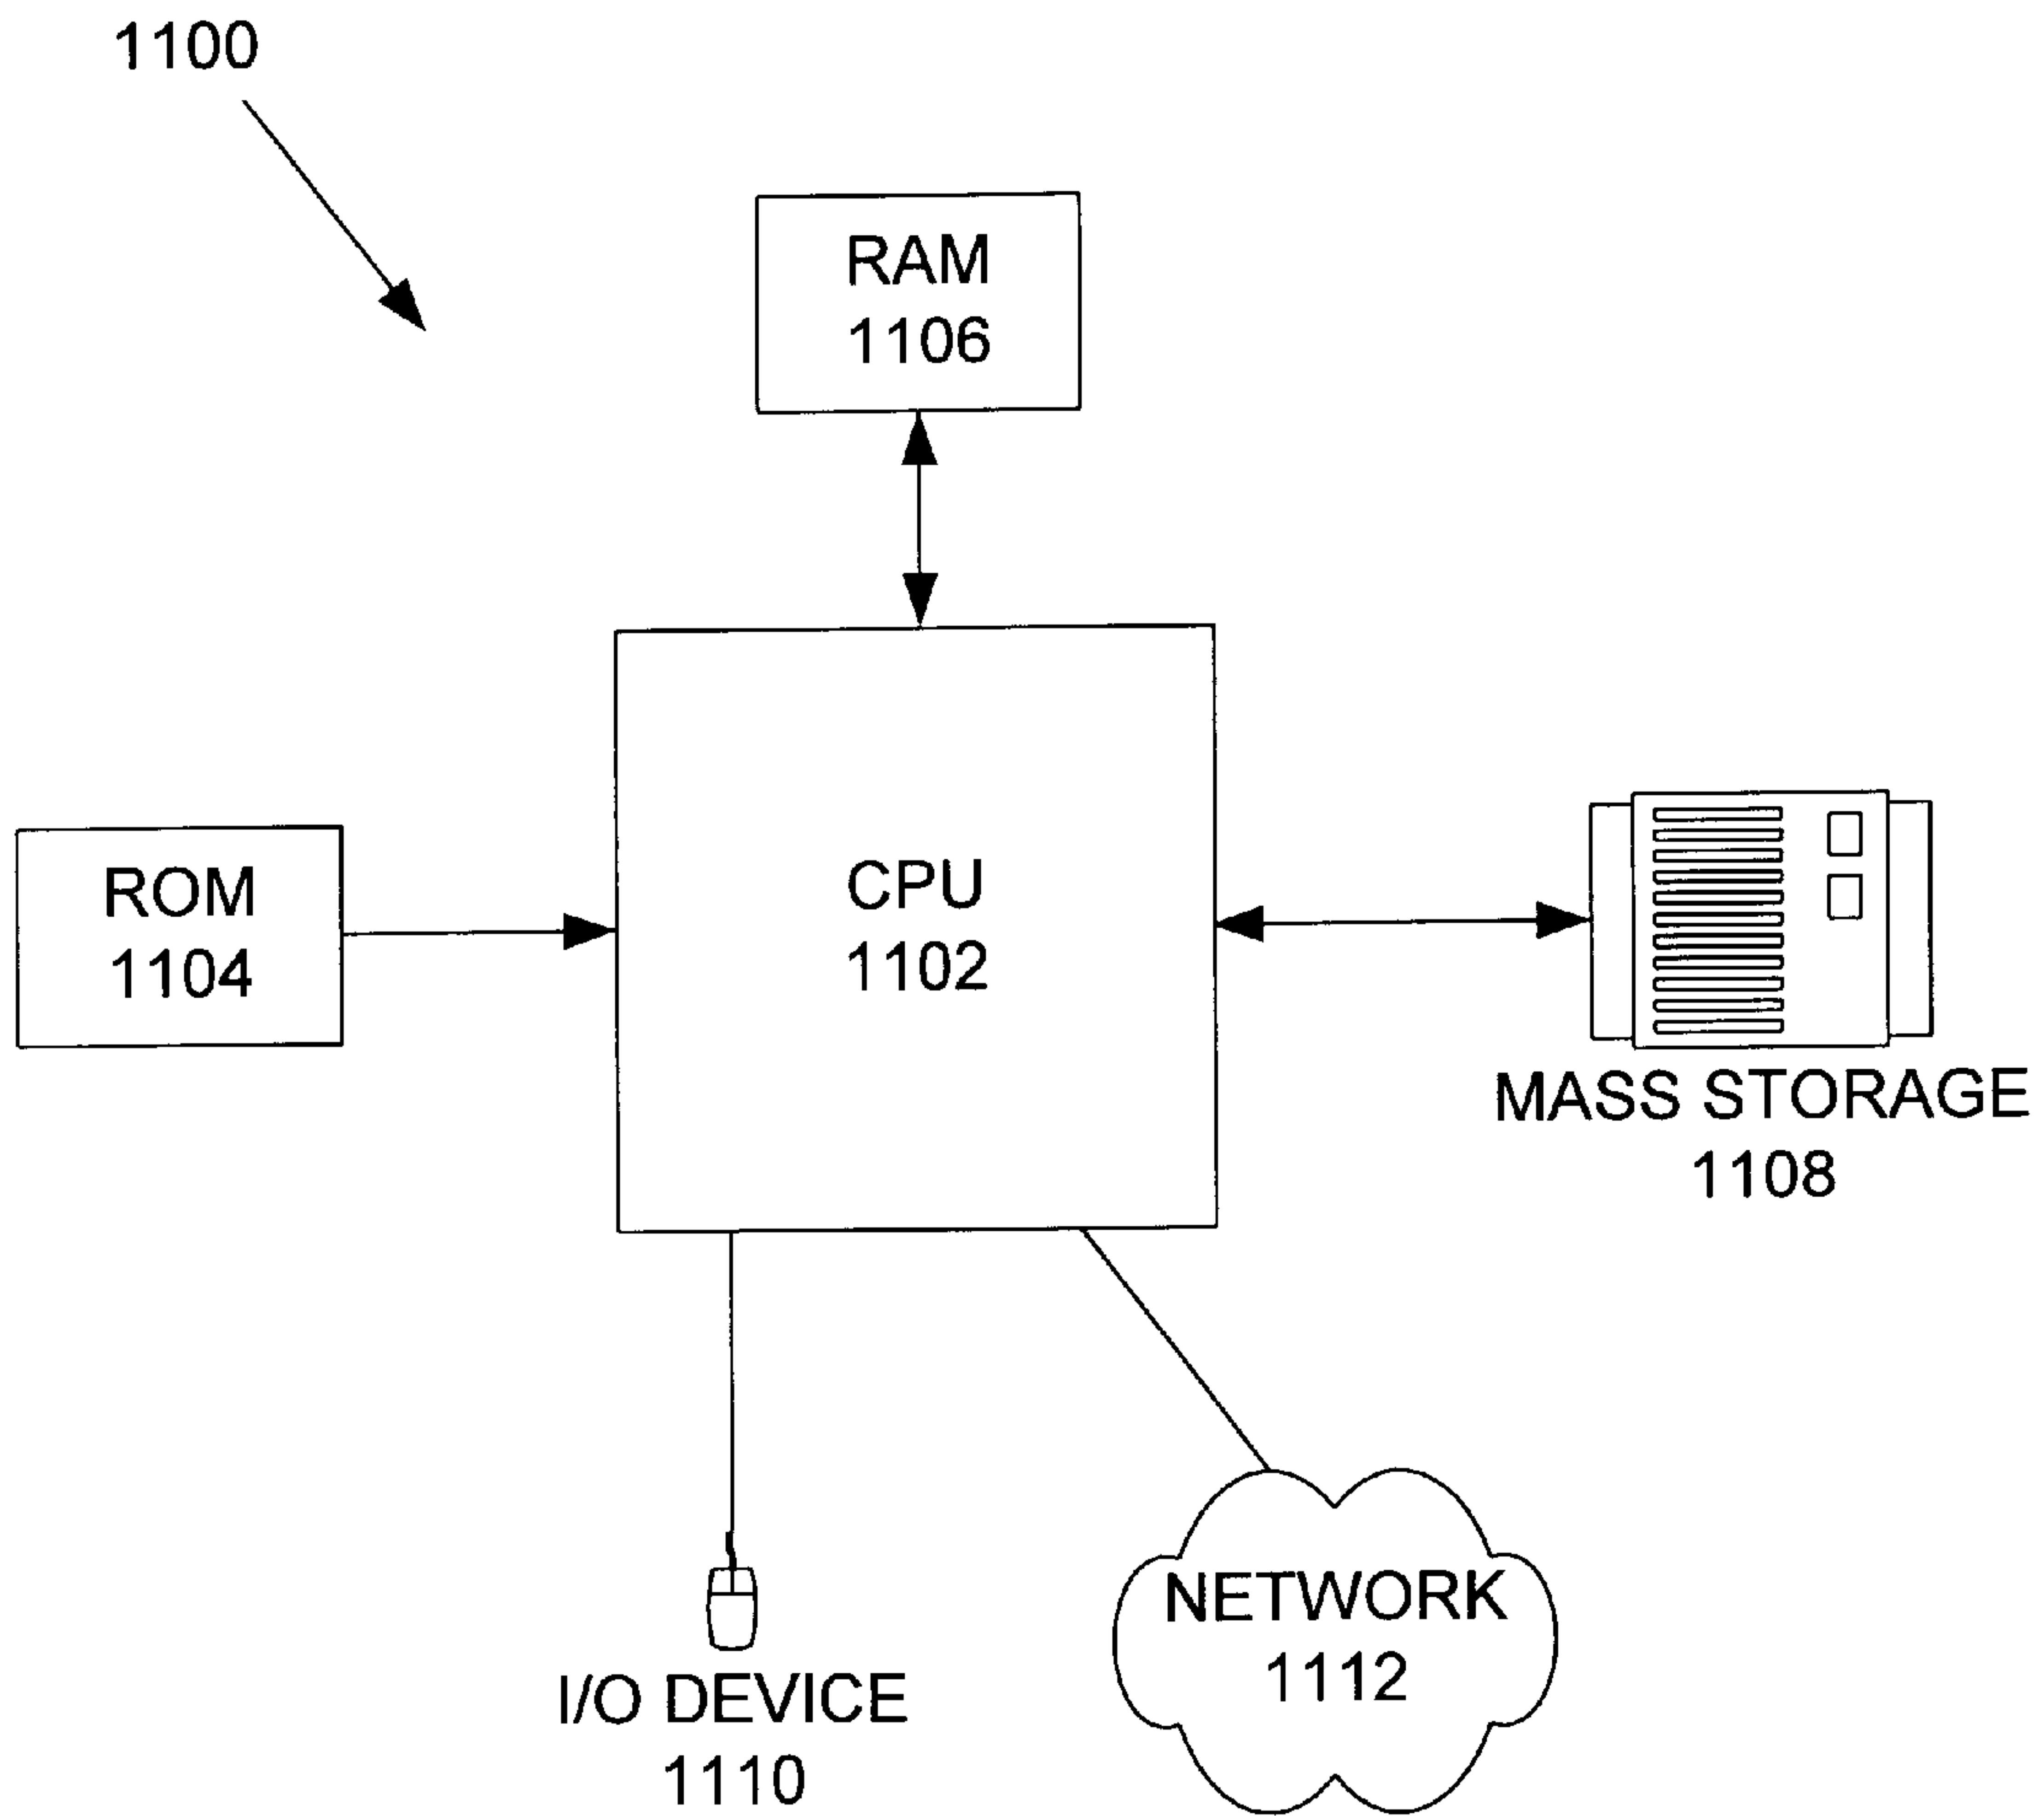 1100
RAM
1106
ROM
1104
CPU
1102
MASS STORAGE
1108
I/O DEVICE
1110
NETWORK
1112